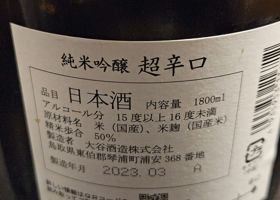 純米吟醸 超辛口
品目 日本酒 内容量 1800ml
アルコール分 15度以上16度未満
原材料名 米(国産)、米麹(国産米)
精米歩合 50%
大谷酒造株式会社
鳥取県東伯郡琴浦町浦安368番地
製造年月 2023.03 A